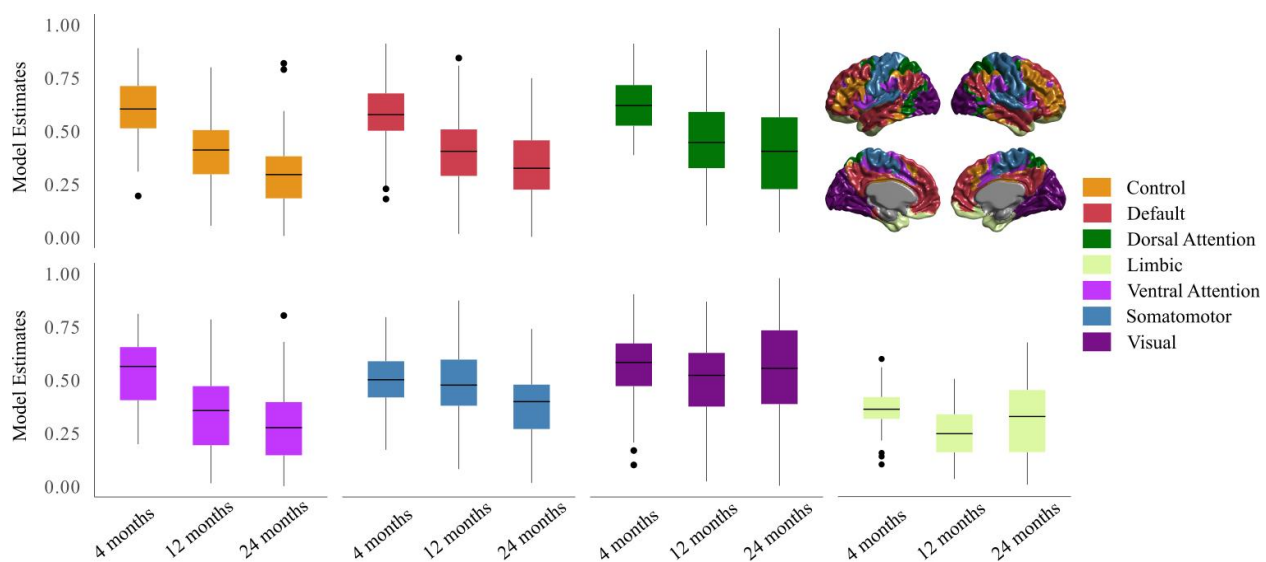 Model Estimates
1.00
0.75
0.50
0.25
0.00
Model Estimates
1.00
0.75
0.50
0.25
0.00
4 months
12 months
24 months
4 months
12 months
24 months
4 months
12 months
24 months
4 months
12 months
24 months
Control
Default
Dorsal Attention
Limbic
Ventral Attention
Somatomotor
Visual